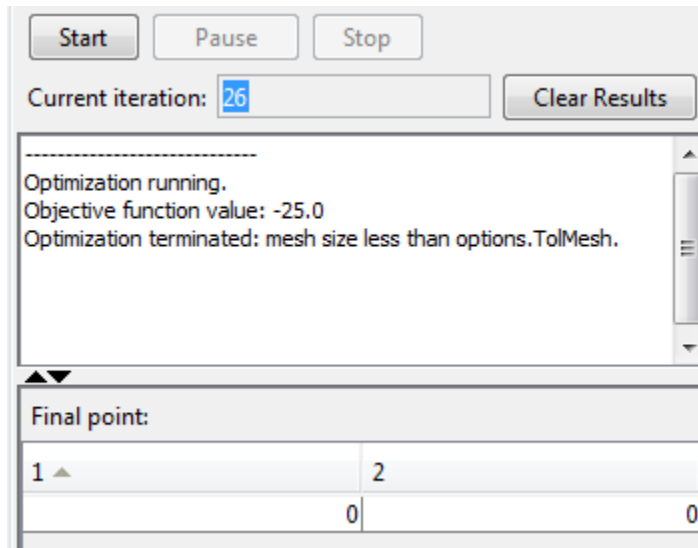 Start Pause Stop
Current iteration: 26 Clear Results
------------------------------
Optimization running.
Objective function value: -25.0
Optimization terminated: mesh size less than options.TolMesh.
Final point:
1 2
0 0